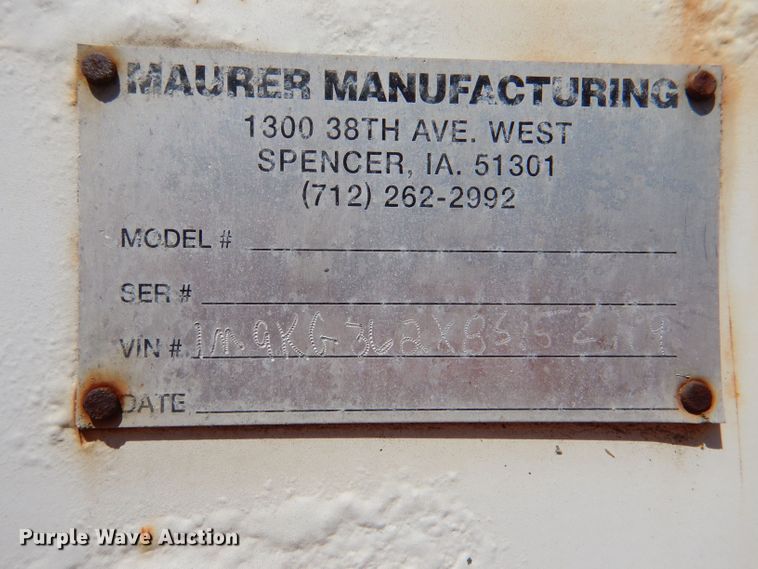 MAURER MANUFACTURING
1300 38TH AVE. WEST
SPENCER, IA. 51301
(712) 262-2992
MODEL #
SER #
VIN #
DATE
Purple Wave Auction